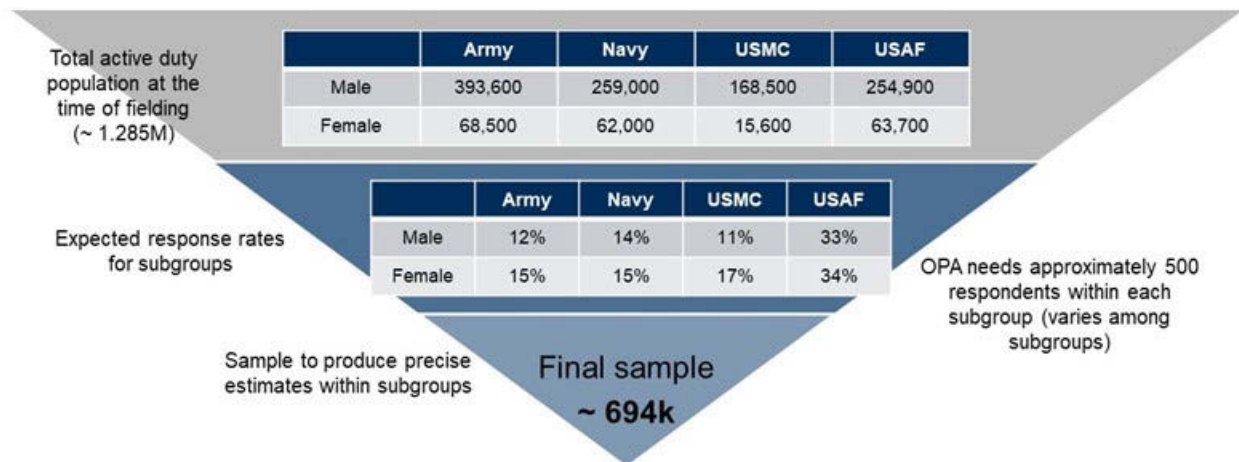 Total active duty
population at the
time of fielding
(~ 1.285M)
Army Navy USMC USAF
Male 393,600 259,000 168,500 254,900
Female 68,500 62,000 15,600 63,700
Expected response rates
for subgroups
Army Navy USMC USAF
Male 12% 14% 11% 33%
Female 15% 15% 17% 34%
OPA needs approximately 500
respondents within each
subgroup (varies among
subgroups)
Sample to produce precise
estimates within subgroups
Final sample
~ 694k